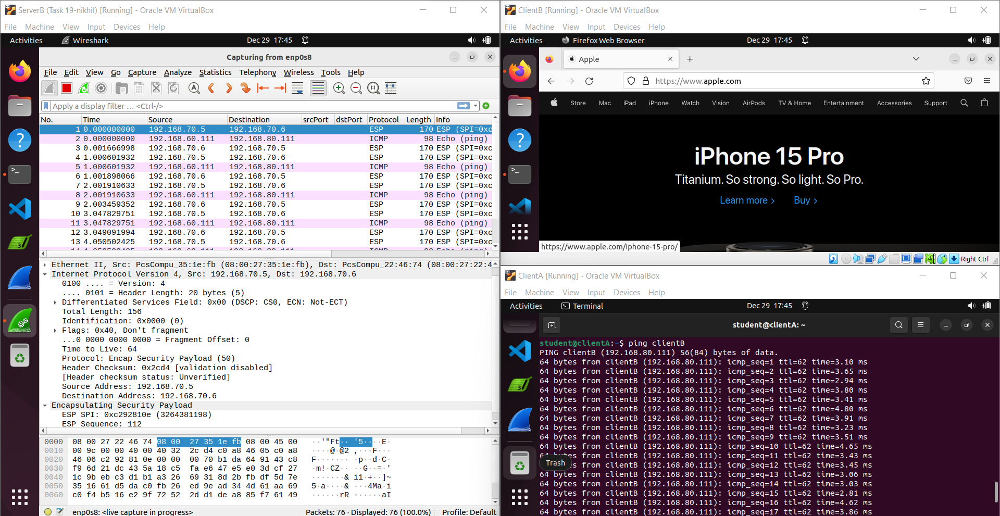 ServerB (Task 19-nikhil) [Running] - Oracle VM VirtualBox
File Machine View Input Devices Help
Activities Wireshark Dec 29 17:45
Capturing from enp0s8
File Edit View Go Capture Analyze Statistics Telephony Wireless Tools Help
Apply a display filter … <Ctrl-/>
No. Time Source Destination srcPort dstPort Protocol Length Info
1 0.000000000 192.168.70.5 192.168.70.6 ESP 170 ESP (SPI=0xc
2 0.000000000 192.168.60.111 192.168.80.111 ICMP 98 Echo (ping)
3 0.001666998 192.168.70.6 192.168.70.5 ESP 170 ESP (SPI=0xc
4 1.000601932 192.168.70.5 192.168.70.6 ESP 170 ESP (SPI=0xc
5 1.000601932 192.168.60.111 192.168.80.111 ICMP 98 Echo (ping)
6 1.001898066 192.168.70.6 192.168.70.5 ESP 170 ESP (SPI=0xc
7 2.001910633 192.168.70.5 192.168.70.6 ESP 170 ESP (SPI=0xc
8 2.001910633 192.168.60.111 192.168.80.111 ICMP 98 Echo (ping)
9 2.003459352 192.168.70.6 192.168.70.5 ESP 170 ESP (SPI=0xc
10 3.047829751 192.168.70.5 192.168.70.6 ESP 170 ESP (SPI=0xc
11 3.047829751 192.168.60.111 192.168.80.111 ICMP 98 Echo (ping)
12 3.049091994 192.168.70.6 192.168.70.5 ESP 170 ESP (SPI=0xc
13 4.050502425 192.168.70.5 192.168.70.6 ESP 170 ESP (SPI=0xc
Ethernet II, Src: PcsCompu_35:1e:fb (08:00:27:35:1e:fb), Dst: PcsCompu_22:46:74 (08:00:27:22:4
Internet Protocol Version 4, Src: 192.168.70.5, Dst: 192.168.70.6
0100 .... = Version: 4
.... 0101 = Header Length: 20 bytes (5)
Differentiated Services Field: 0x00 (DSCP: CS0, ECN: Not-ECT)
Total Length: 156
Identification: 0x0000 (0)
Flags: 0x40, Don't fragment
...0 0000 0000 0000 = Fragment Offset: 0
Time to Live: 64
Protocol: Encap Security Payload (50)
Header Checksum: 0x2cd4 [validation disabled]
[Header checksum status: Unverified]
Source Address: 192.168.70.5
Destination Address: 192.168.70.6
Encapsulating Security Payload
ESP SPI: 0xc292810e (3264381198)
ESP Sequence: 112
0000 08 00 27 22 46 74 08 00 27 35 1e fb 08 00 45 00 ··'"Ft·· '5····E·
0010 00 9c 00 00 40 00 40 32 2c d4 c0 a8 46 05 c0 a8 ····@·@2 ,···F···
0020 46 06 c2 92 81 0e 00 00 00 70 b1 da 64 91 43 c8 F······· ·p··d·C·
0030 f9 6d 21 dc 43 5a 18 c5 fa e6 47 e5 e0 3d cf 27 ·m!·CZ·· ··G··=·'
0040 1c 9b eb c3 d1 b1 a3 26 69 31 8d 2b fb df 5d 7e ·······& i1·+··]~
0050 35 16 61 d5 da c0 fb 26 ed 9e ad 34 4d 61 aa 69 5·a····& ···4Ma·i
0060 c0 f4 b5 16 e2 9f 72 52 2d d1 de a8 85 f7 61 49 ······rR -·····aI
enp0s8: <live capture in progress> Packets: 76 · Displayed: 76 (100.0%) Profile: Default
ClientB [Running] - Oracle VM VirtualBox
File Machine View Input Devices Help
Activities Firefox Web Browser Dec 29 17:45
Apple
https://www.apple.com
Store Mac iPad iPhone Watch Vision AirPods TV & Home Entertainment Accessories Support
iPhone 15 Pro
Titanium. So strong. So light. So Pro.
Learn more > Buy >
https://www.apple.com/iphone-15-pro/
Right Ctrl
ClientA [Running] - Oracle VM VirtualBox
File Machine View Input Devices Help
Activities Terminal Dec 29 17:45
student@clientA: ~
student@clientA:~$ ping clientB
PING clientB (192.168.80.111) 56(84) bytes of data.
64 bytes from clientB (192.168.80.111): icmp_seq=1 ttl=62 time=3.10 ms
64 bytes from clientB (192.168.80.111): icmp_seq=2 ttl=62 time=3.65 ms
64 bytes from clientB (192.168.80.111): icmp_seq=3 ttl=62 time=2.94 ms
64 bytes from clientB (192.168.80.111): icmp_seq=4 ttl=62 time=3.80 ms
64 bytes from clientB (192.168.80.111): icmp_seq=5 ttl=62 time=3.41 ms
64 bytes from clientB (192.168.80.111): icmp_seq=6 ttl=62 time=4.80 ms
64 bytes from clientB (192.168.80.111): icmp_seq=7 ttl=62 time=3.91 ms
64 bytes from clientB (192.168.80.111): icmp_seq=8 ttl=62 time=3.23 ms
64 bytes from clientB (192.168.80.111): icmp_seq=9 ttl=62 time=3.51 ms
64 bytes from clientB (192.168.80.111): icmp_seq=10 ttl=62 time=4.65 ms
64 bytes from clientB (192.168.80.111): icmp_seq=11 ttl=62 time=3.43 ms
Trash
64 bytes from clientB (192.168.80.111): icmp_seq=12 ttl=62 time=3.45 ms
64 bytes from clientB (192.168.80.111): icmp_seq=13 ttl=62 time=3.06 ms
64 bytes from clientB (192.168.80.111): icmp_seq=14 ttl=62 time=3.03 ms
64 bytes from clientB (192.168.80.111): icmp_seq=15 ttl=62 time=2.81 ms
64 bytes from clientB (192.168.80.111): icmp_seq=16 ttl=62 time=4.62 ms
64 bytes from clientB (192.168.80.111): icmp_seq=17 ttl=62 time=3.86 ms